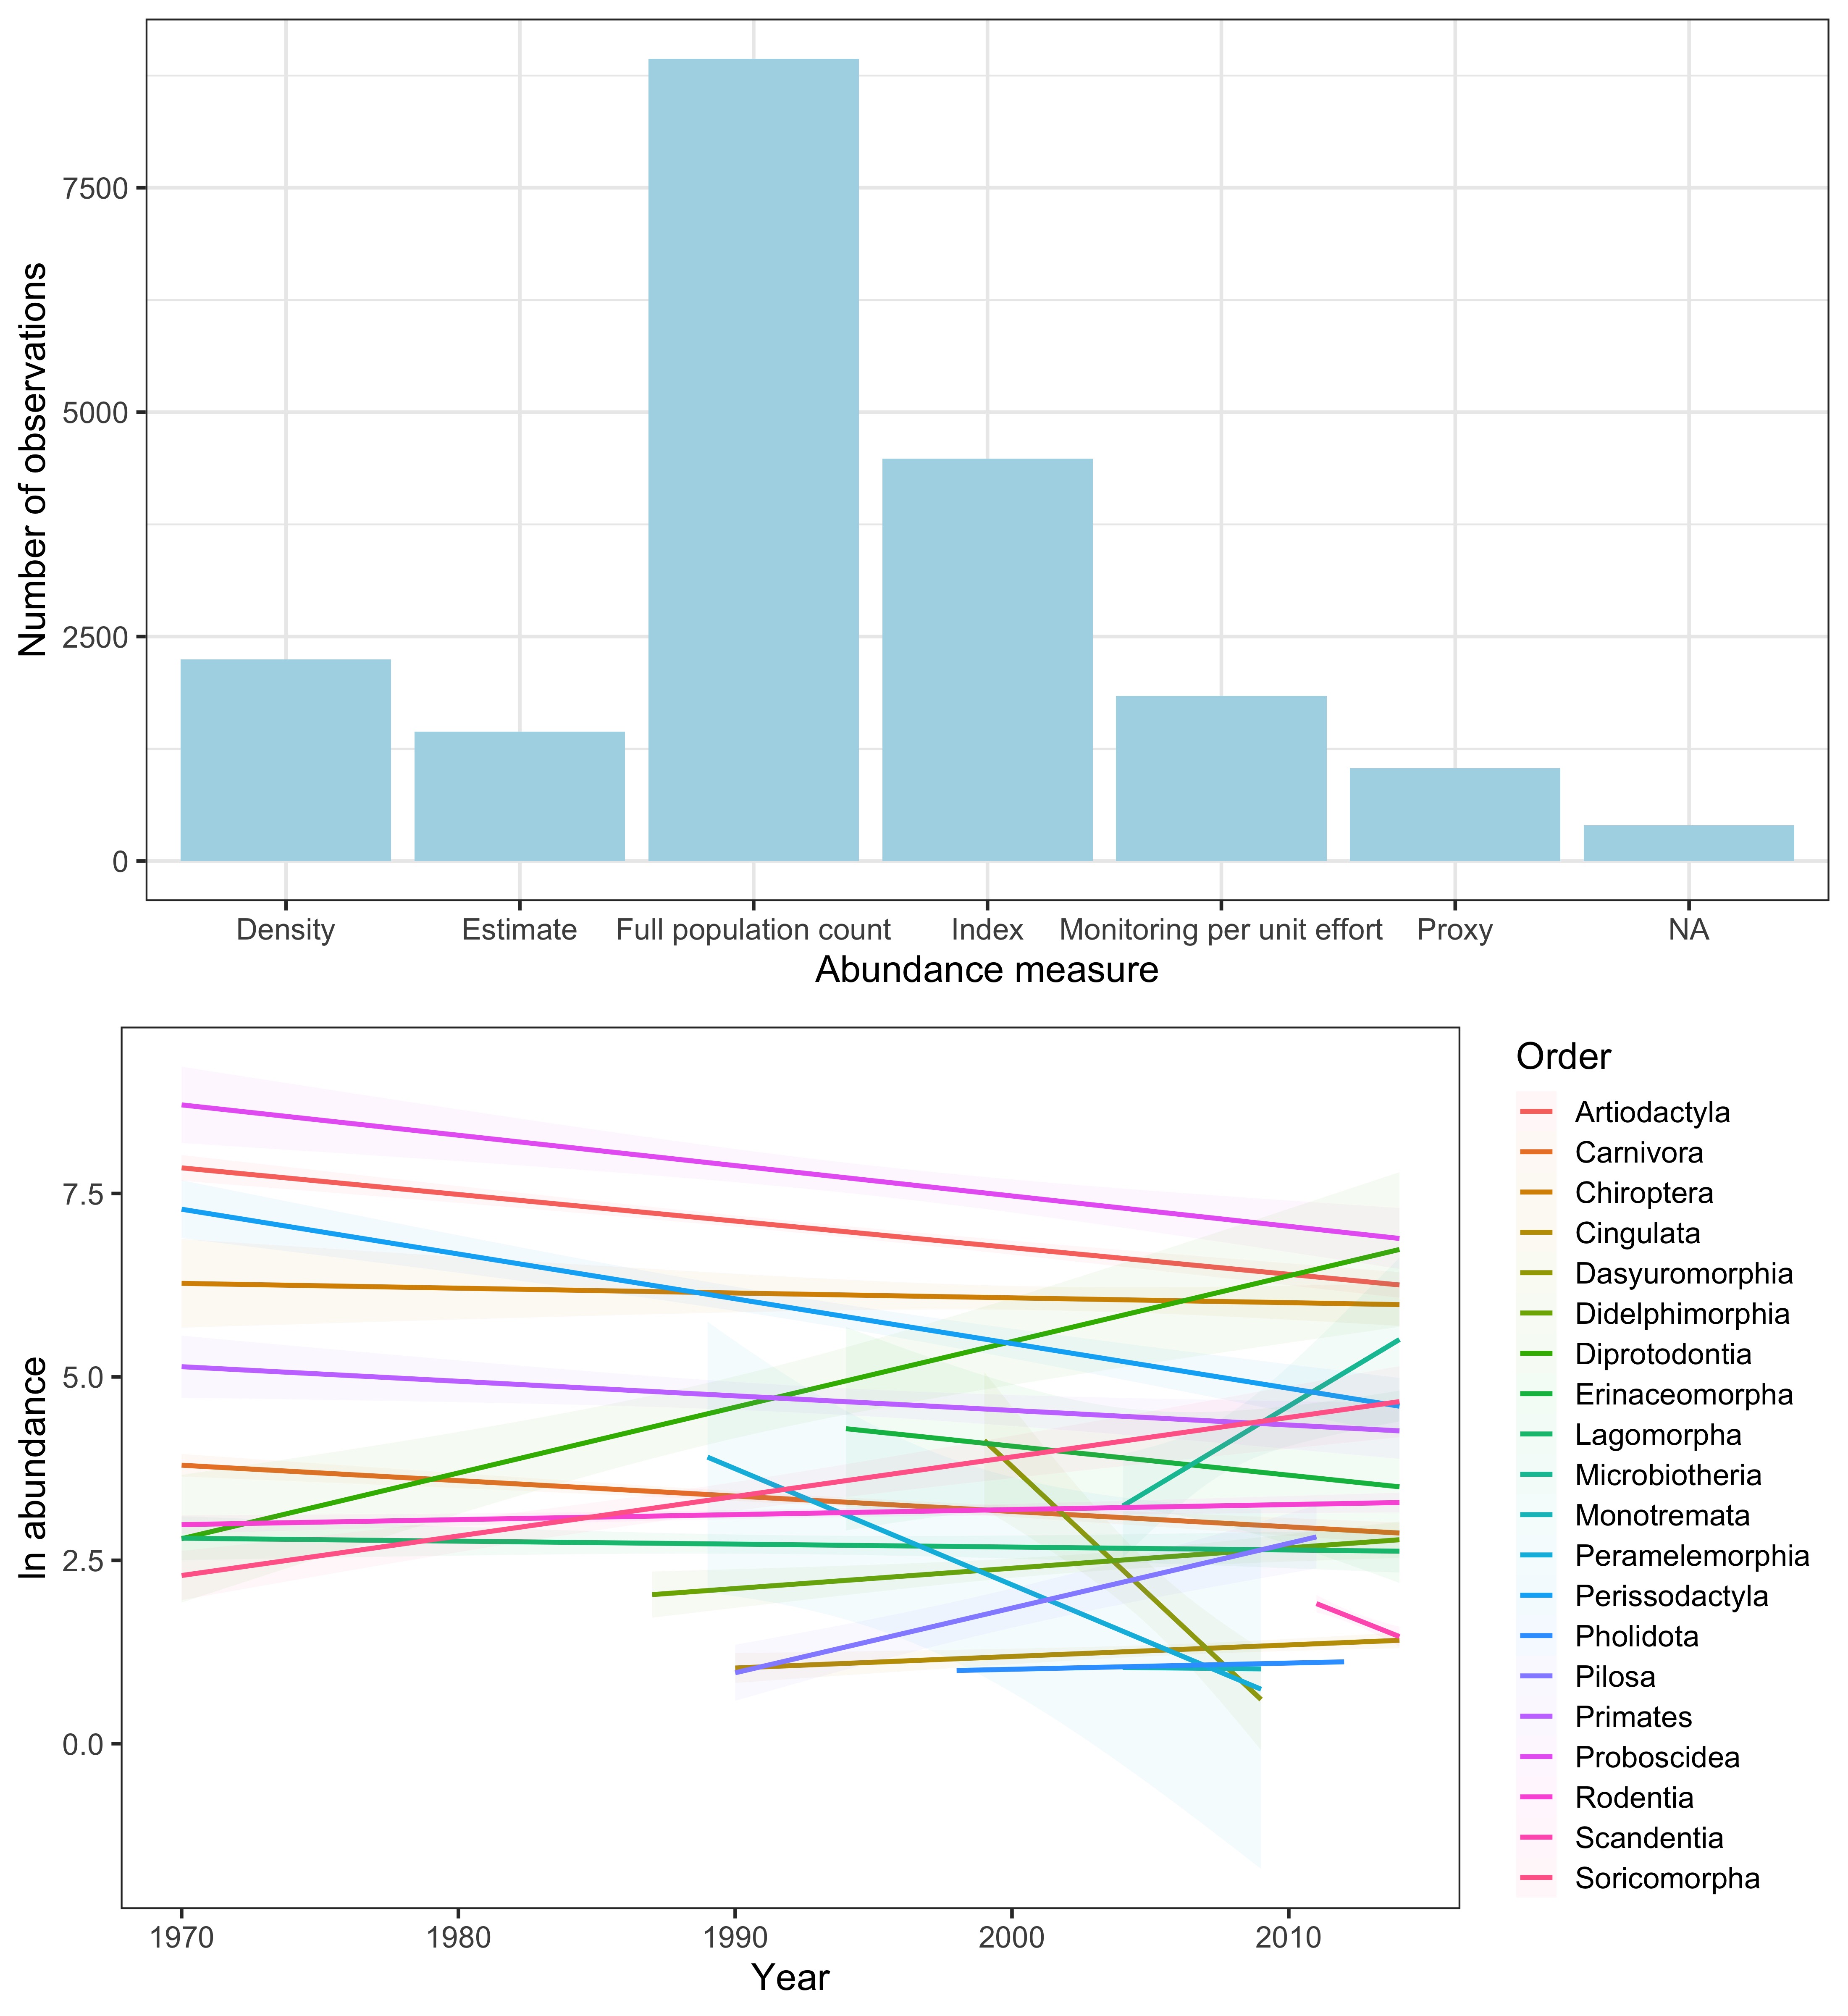 Number of observations
7500
5000
2500
0
Density Estimate Full population count Index Monitoring per unit effort Proxy NA
Abundance measure
ln abundance
7.5
5.0
2.5
0.0
1970 1980 1990 2000 2010
Year
Order
Artiodactyla
Carnivora
Chiroptera
Cingulata
Dasyuromorphia
Didelphimorphia
Diprotodontia
Erinaceomorpha
Lagomorpha
Microbiotheria
Monotremata
Peramelemorphia
Perissodactyla
Pholidota
Pilosa
Primates
Proboscidea
Rodentia
Scandentia
Soricomorpha